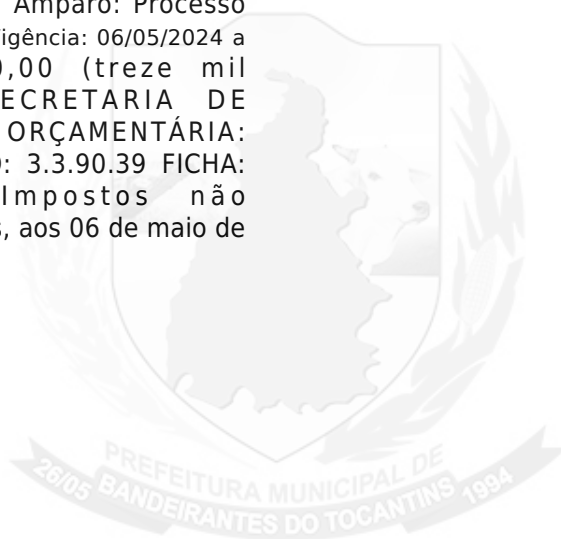 Amparo: Processo
igência: 06/05/2024 a
0,00 (treze mil
ECRETARIA DE
ORÇAMENTÁRIA:
: 3.3.90.39 FICHA:
Impostos não
s, aos 06 de maio de
PREFEITURA MUNICIPAL DE
26/05 BANDEIRANTES DO TOCANTINS 1994